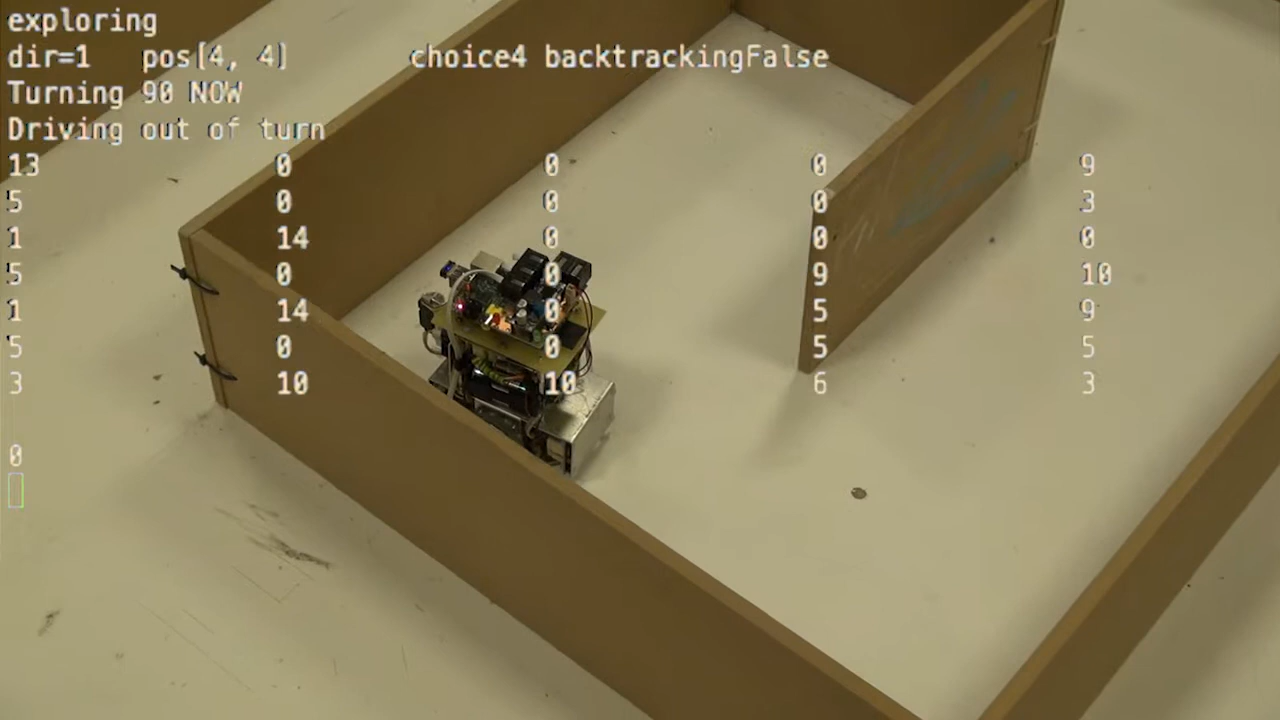 exploring
dir=1 pos[4, 4] choice4 backtrackingFalse
Turning 90 NOW
Driving out of turn
13 0 0 0 9
5 0 0 0 3
1 14 0 0 0
5 0 0 9 10
1 14 0 5 9
5 0 0 5 5
3 10 10 6 3
0